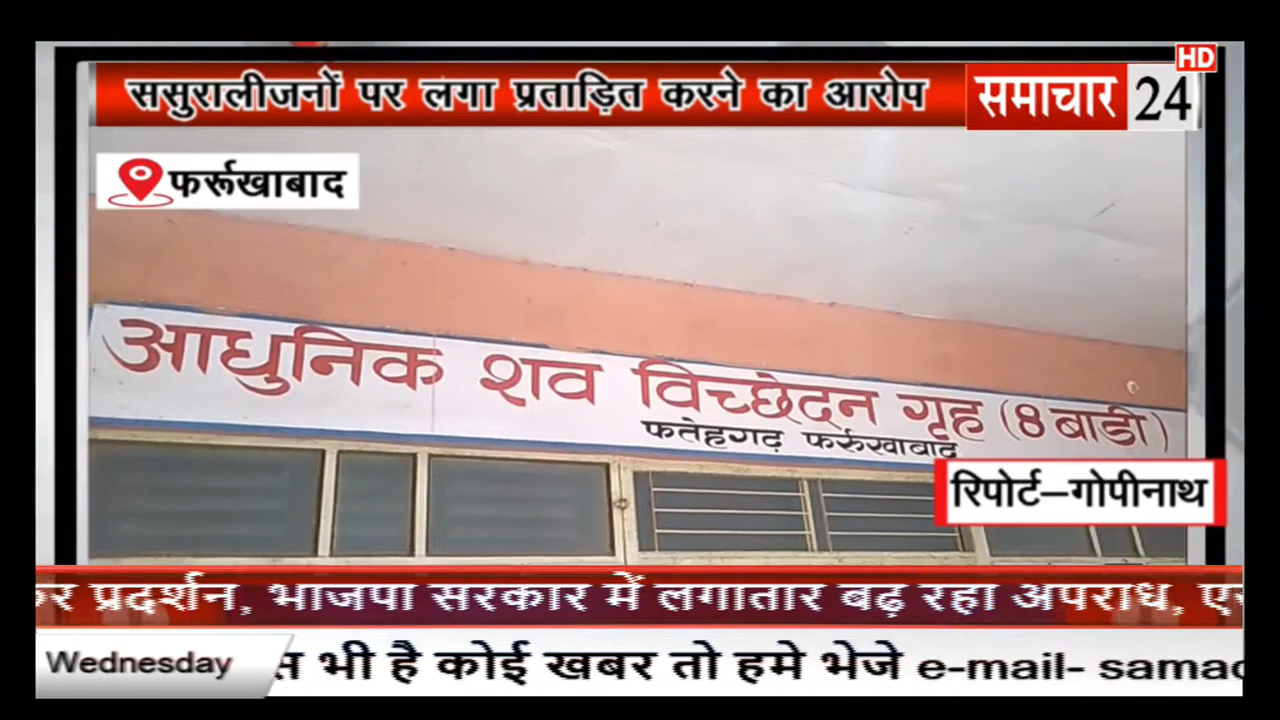 HD
ससुरालीजनों पर लगा प्रताड़ित करने का आरोप
समाचार 24
फर्रूखाबाद
आधुनिक शव विच्छेदन गृह (8 बाडी)
फतेहगढ़ फर्रुखाबाद
रिपोर्ट–गोपीनाथ
प्रदर्शन, भाजपा सरकार में लगातार बढ़ रहा अपराध,
Wednesday
भी है कोई खबर तो हमे भेजे e-mail- samac